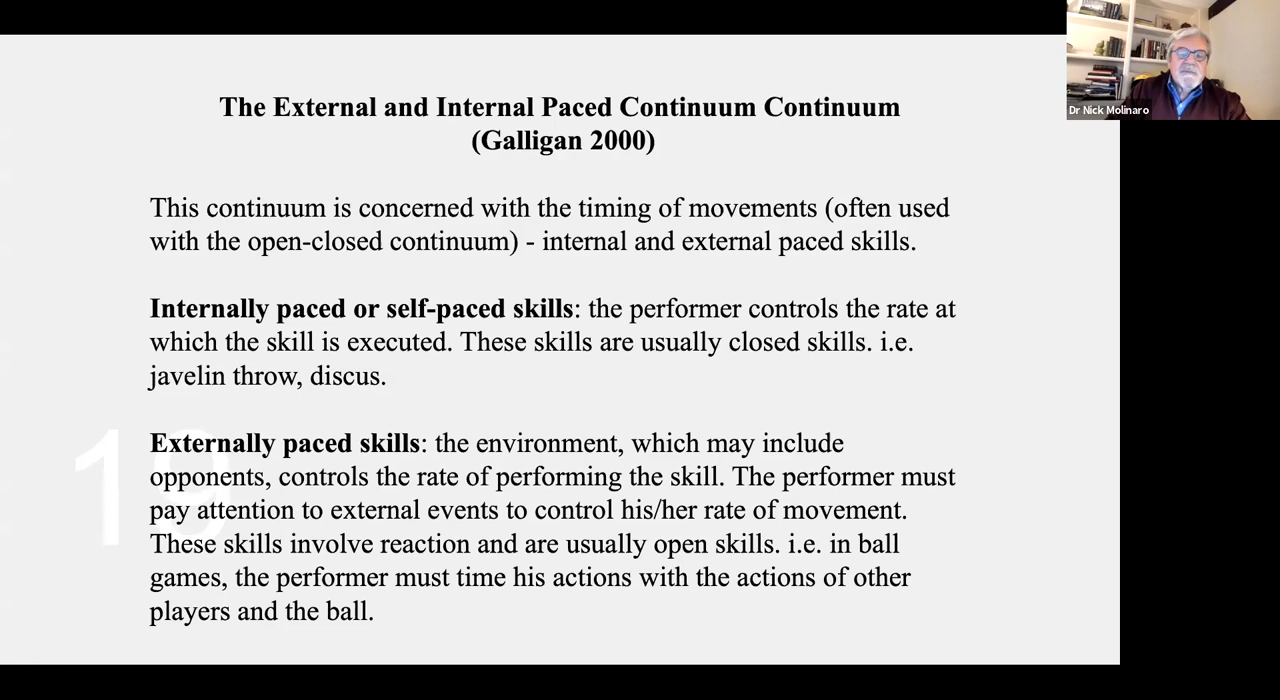 The External and Internal Paced Continuum Continuum
(Galligan 2000)
This continuum is concerned with the timing of movements (often used
with the open-closed continuum) - internal and external paced skills.
Internally paced or self-paced skills: the performer controls the rate at
which the skill is executed. These skills are usually closed skills. i.e.
javelin throw, discus.
Externally paced skills: the environment, which may include
opponents, controls the rate of performing the skill. The performer must
pay attention to external events to control his/her rate of movement.
These skills involve reaction and are usually open skills. i.e. in ball
games, the performer must time his actions with the actions of other
players and the ball.
19
Dr Nick Molinaro